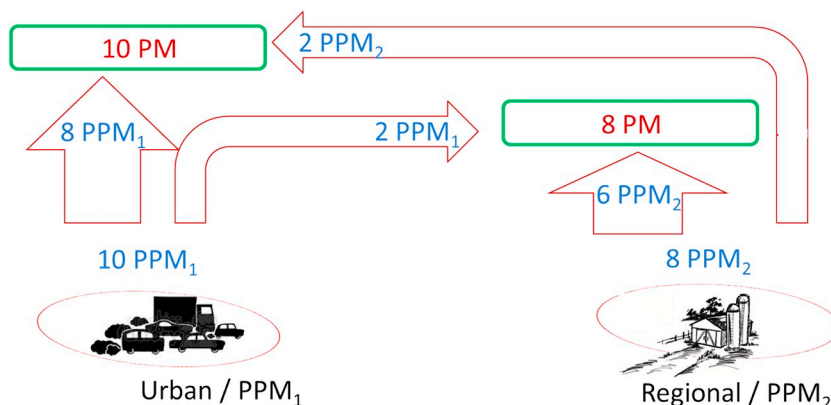 10 PM
2 PPM₂
8 PPM₁
2 PPM₁
8 PM
6 PPM₂
10 PPM₁
8 PPM₂
Urban / PPM₁
Regional / PPM₂